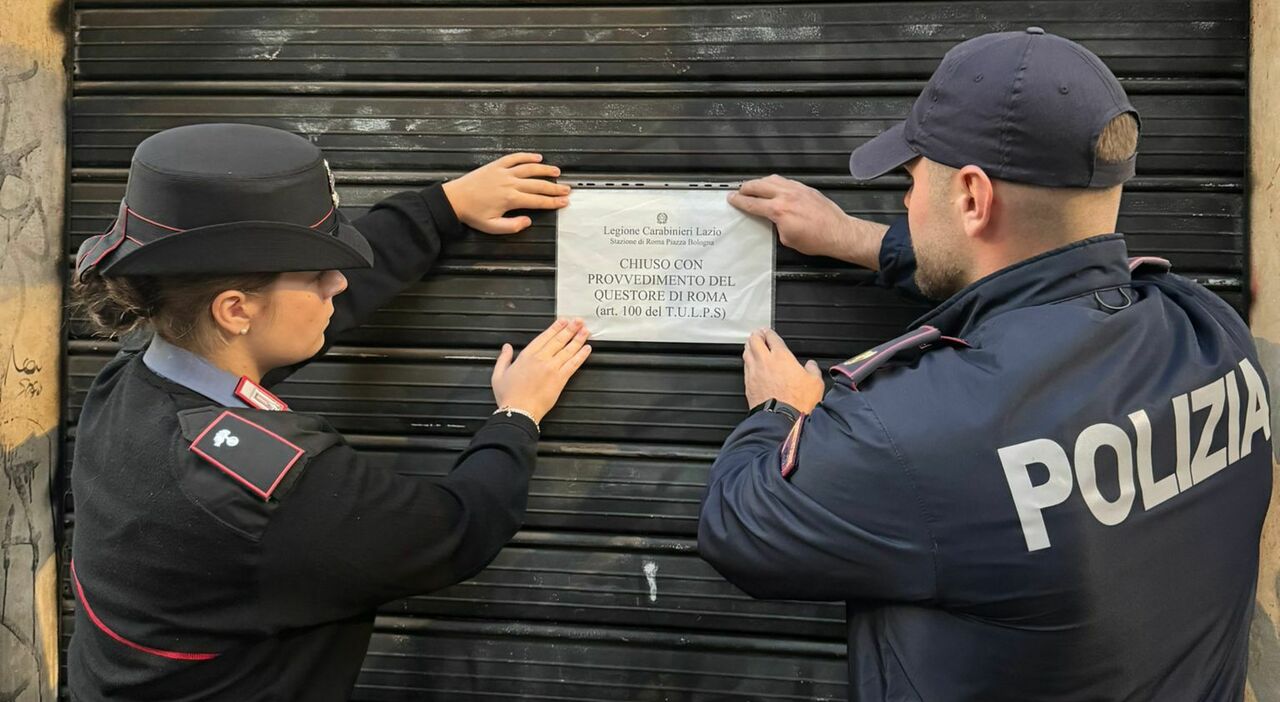 Legione Carabinieri Lazio
Stazione di Roma Piazza Bologna
CHIUSO CON
PROVVEDIMENTO DEL
QUESTORE DI ROMA
(art. 100 del T.U.L.P.S)
POLIZIA